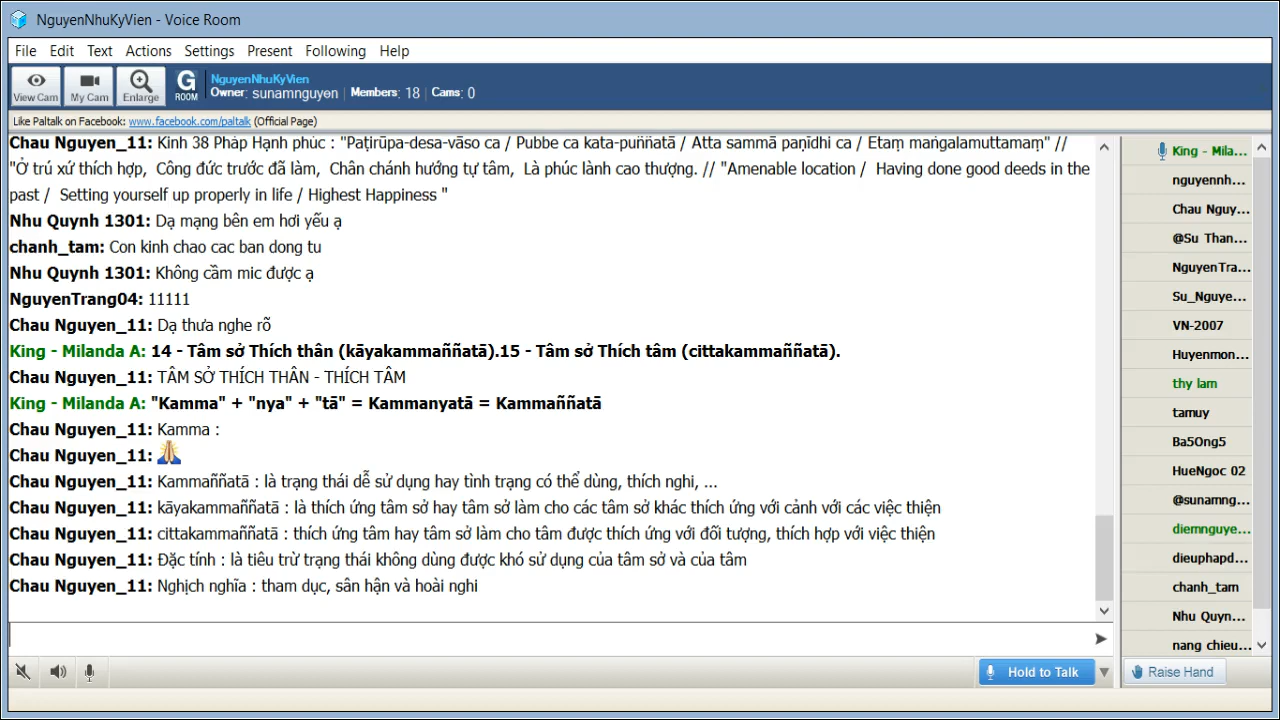 NguyenNhuKyVien - Voice Room
File Edit Text Actions Settings Present Following Help
View Cam My Cam Enlarge G ROOM
NguyenNhuKyVien
Owner: sunamnguyen | Members: 18 | Cams: 0
Like Paltalk on Facebook: www.facebook.com/paltalk (Official Page)
Chau Nguyen_11: Kinh 38 Pháp Hạnh phúc : "Paṭirūpa-desa-vāso ca / Pubbe ca kata-puññatā / Atta sammā paṇīdhi ca / Etaṃ maṅgalamuttamaṃ" //
"Ở trú xứ thích hợp, Công đức trước đã làm, Chân chánh hướng tự tâm, Là phúc lành cao thượng. // "Amenable location / Having done good deeds in the
past / Setting yourself up properly in life / Highest Happiness "
Nhu Quynh 1301: Dạ mạng bên em hơi yếu ạ
chanh_tam: Con kinh chao cac ban dong tu
Nhu Quynh 1301: Không cầm mic được ạ
NguyenTrang04: 11111
Chau Nguyen_11: Dạ thưa nghe rõ
King - Milanda A: 14 - Tâm sở Thích thân (kāyakammaññatā).15 - Tâm sở Thích tâm (cittakammaññatā).
Chau Nguyen_11: TÂM SỞ THÍCH THÂN - THÍCH TÂM
King - Milanda A: "Kamma" + "nya" + "tā" = Kammanyatā = Kammaññatā
Chau Nguyen_11: Kamma :
Chau Nguyen_11:
Chau Nguyen_11: Kammaññatā : là trạng thái dễ sử dụng hay tình trạng có thể dùng, thích nghi, ...
Chau Nguyen_11: kāyakammaññatā : là thích ứng tâm sở hay tâm sở làm cho các tâm sở khác thích ứng với cảnh với các việc thiện
Chau Nguyen_11: cittakammaññatā : thích ứng tâm hay tâm sở làm cho tâm được thích ứng với đối tượng, thích hợp với việc thiện
Chau Nguyen_11: Đặc tính : là tiêu trừ trạng thái không dùng được khó sử dụng của tâm sở và của tâm
Chau Nguyen_11: Nghịch nghĩa : tham dục, sân hận và hoài nghi
King - Mila...
nguyennh...
Chau Nguy...
@Su Than...
NguyenTra...
Su_Nguye...
VN-2007
Huyenmon...
thy lam
tamuy
Ba5Ong5
HueNgoc 02
@sunamng...
diemnguye...
dieuphapd...
chanh_tam
Nhu Quyn...
nang chieu...
Hold to Talk
Raise Hand